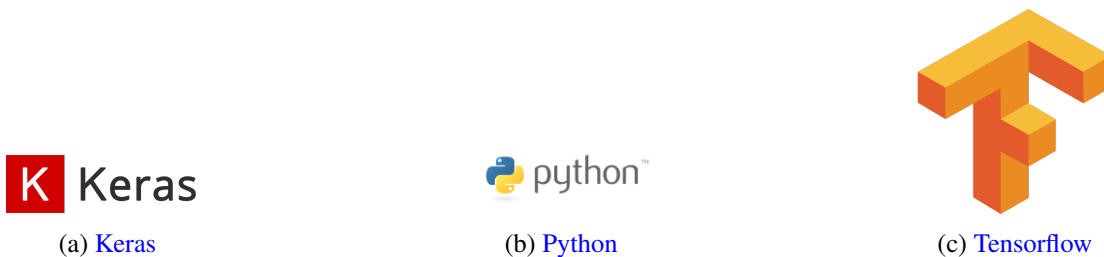 K Keras
python™
(a) Keras
(b) Python
(c) Tensorflow